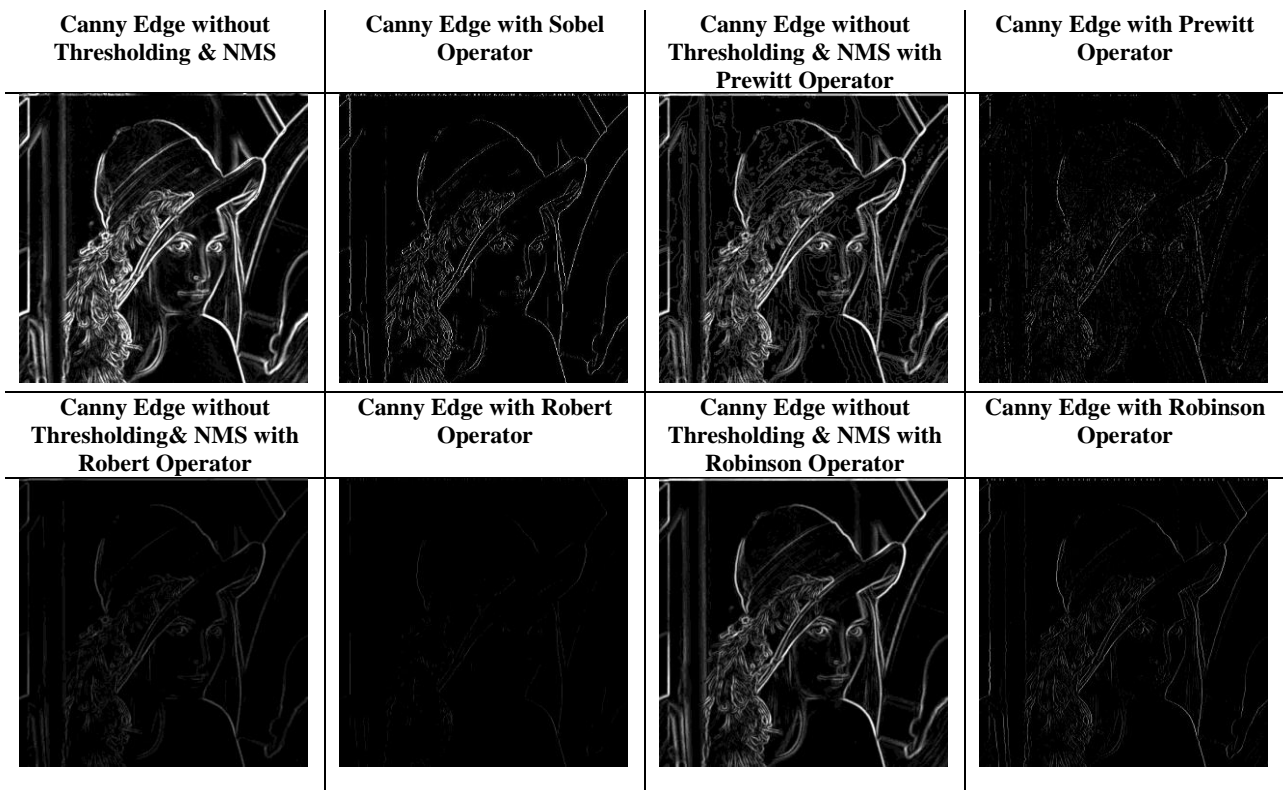 Canny Edge without
Thresholding & NMS
Canny Edge with Sobel
Operator
Canny Edge without
Thresholding & NMS with
Prewitt Operator
Canny Edge with Prewitt
Operator
Canny Edge without
Thresholding& NMS with
Robert Operator
Canny Edge with Robert
Operator
Canny Edge without
Thresholding & NMS with
Robinson Operator
Canny Edge with Robinson
Operator